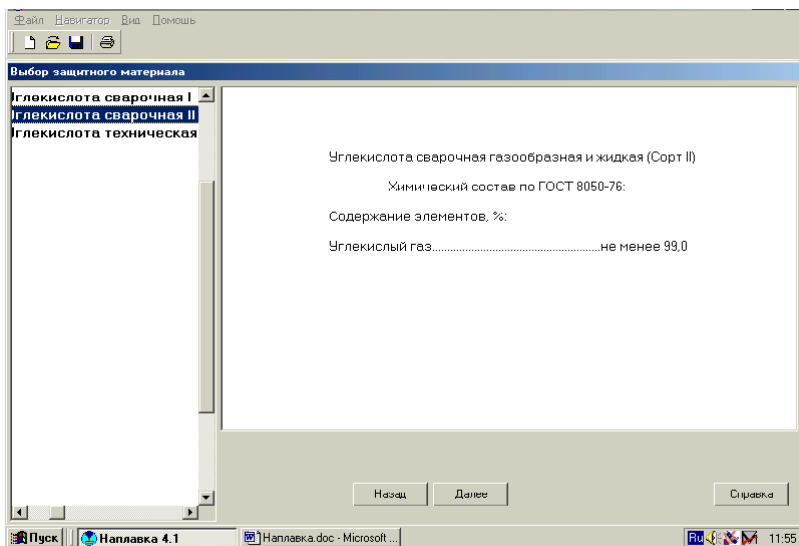 Файл Навигатор Вид Помошь
Выбор защитного материала
глекислота сварочная I
глекислота сварочная II
глекислота техническая
Углекислота сварочная газообразная и жидкая (Сорт II)
Химический состав по ГОСТ 8050-76:
Содержание элементов, %:
Углекислый газ........................................................не менее 99,0
Назад Далее Справка
Пуск Наплавка 4.1 Наплавка.doc - Microsoft ... Ru 11:55